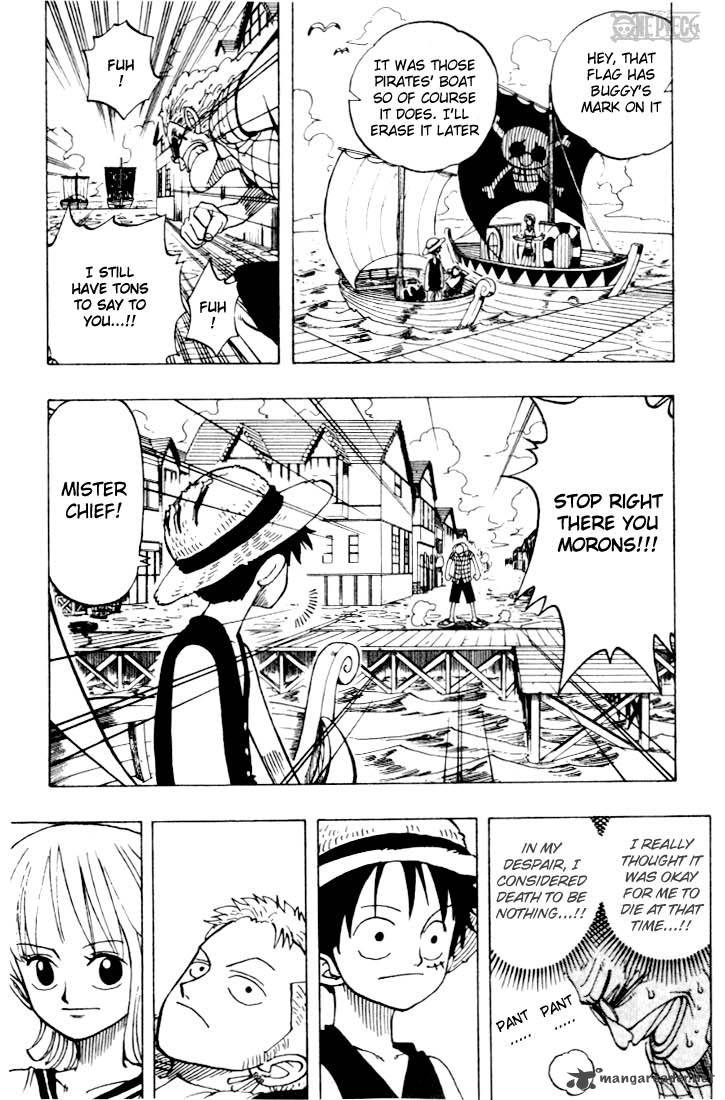 ONE PIECE
HEY, THAT
FLAG HAS
BUGGY'S
MARK ON IT
IT WAS THOSE
PIRATES' BOAT
SO OF COURSE
IT DOES. I'LL
ERASE IT LATER
FUH
!
FUH
!
I STILL
HAVE TONS
TO SAY TO
YOU...!!
STOP RIGHT
THERE YOU
MORONS!!!
MISTER
CHIEF!
I REALLY
THOUGHT IT
WAS OKAY
FOR ME TO
DIE AT THAT
TIME...!!
IN MY
DESPAIR, I
CONSIDERED
DEATH TO BE
NOTHING...!!
PANT PANT
..... .....